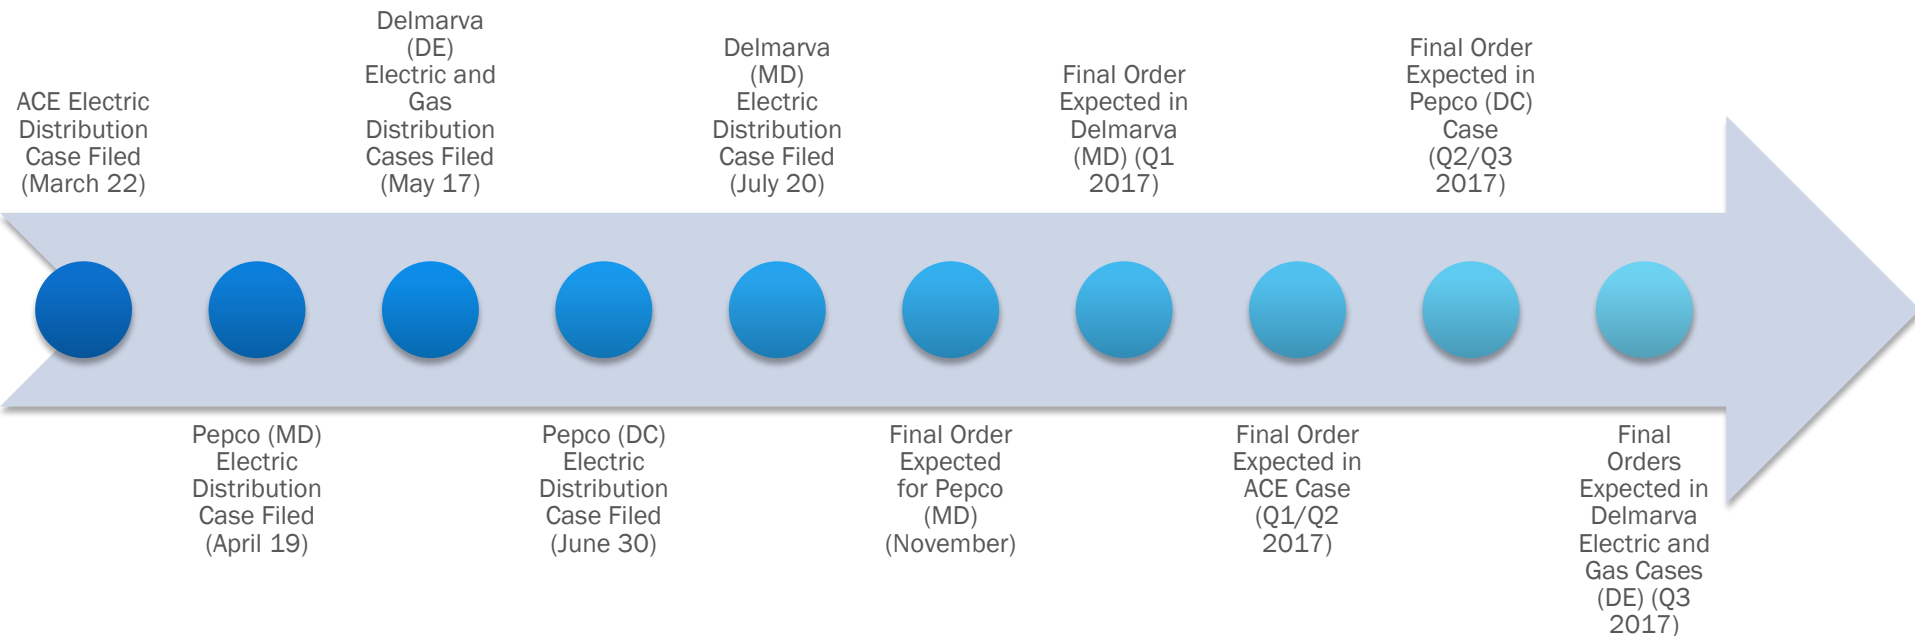 ACE Electric
Distribution
Case Filed
(March 22)
Pepco (MD)
Electric
Distribution
Case Filed
(April 19)
Delmarva
(DE)
Electric and
Gas
Distribution
Cases Filed
(May 17)
Pepco (DC)
Electric
Distribution
Case Filed
(June 30)
Delmarva
(MD)
Electric
Distribution
Case Filed
(July 20)
Final Order
Expected
for Pepco
(MD)
(November)
Final Order
Expected in
Delmarva
(MD) (Q1
2017)
Final Order
Expected in
ACE Case
(Q1/Q2
2017)
Final Order
Expected in
Pepco (DC)
Case
(Q2/Q3
2017)
Final
Orders
Expected in
Delmarva
Electric and
Gas Cases
(DE) (Q3
2017)